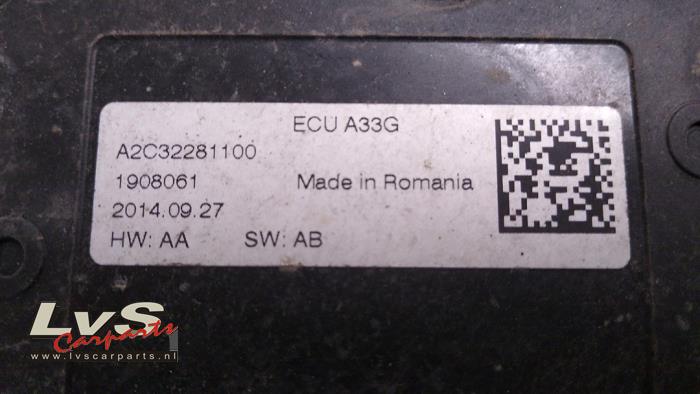 ECU A33G
A2C32281100
1908061 Made in Romania
2014.09.27
HW: AA SW: AB
LvS
Carparts
www.lvscarparts.nl